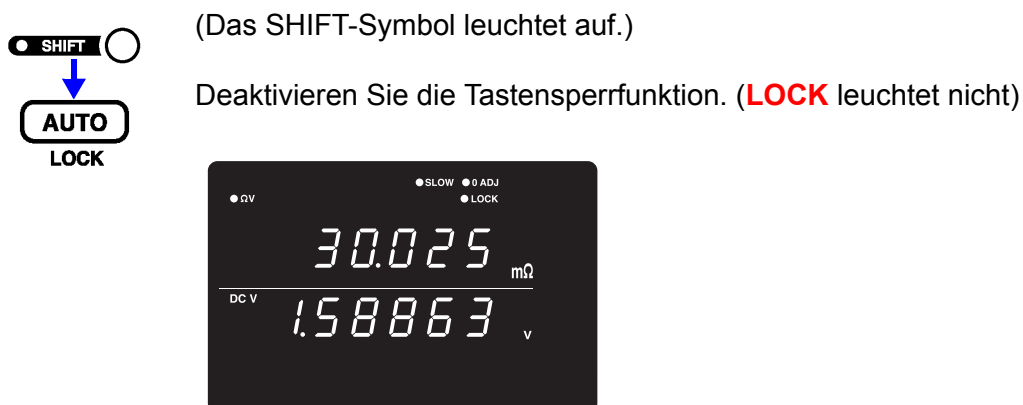 (Das SHIFT-Symbol leuchtet auf.)
SHIFT
Deaktivieren Sie die Tastensperrfunktion. (LOCK leuchtet nicht)
AUTO
LOCK
SLOW 0 ADJ
ΩV LOCK
30.025 mΩ
DC V 1.58863 V